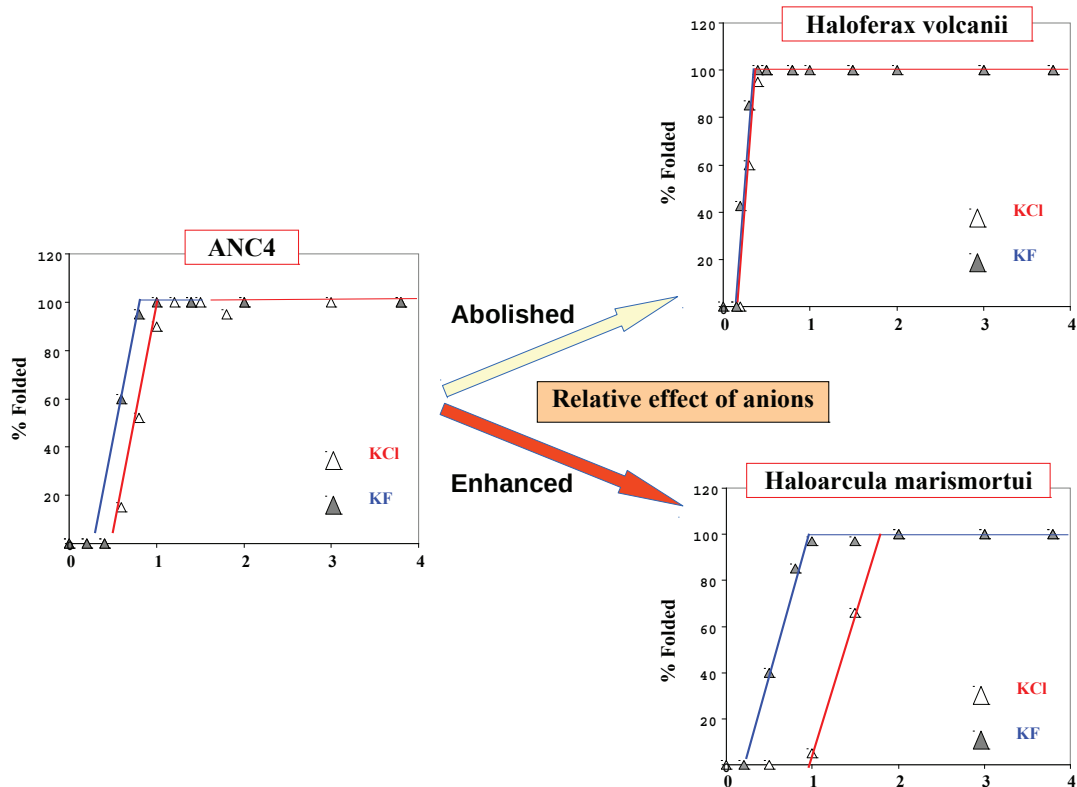 Haloferax volcanii
120
100
80
60
40
20
% Folded
KCl
KF
0 1 2 3 4
ANC4
120
100
80
60
40
20
% Folded
KCl
KF
0 1 2 3 4
Abolished
Relative effect of anions
Enhanced
Haloarcula marismortui
120
100
80
60
40
20
% Folded
KCl
KF
0 1 2 3 4